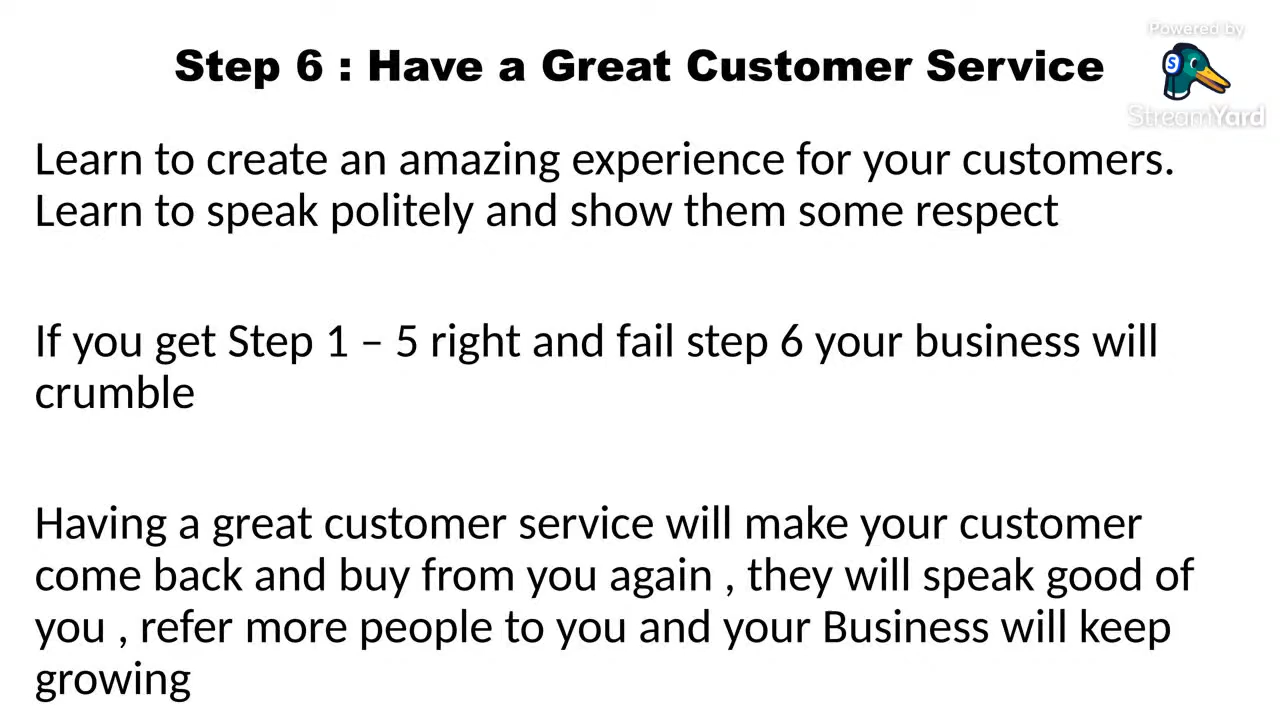 Powered by
Step 6 : Have a Great Customer Service
S
StreamYard
Learn to create an amazing experience for your customers.
Learn to speak politely and show them some respect
If you get Step 1 – 5 right and fail step 6 your business will
crumble
Having a great customer service will make your customer
come back and buy from you again , they will speak good of
you , refer more people to you and your Business will keep
growing